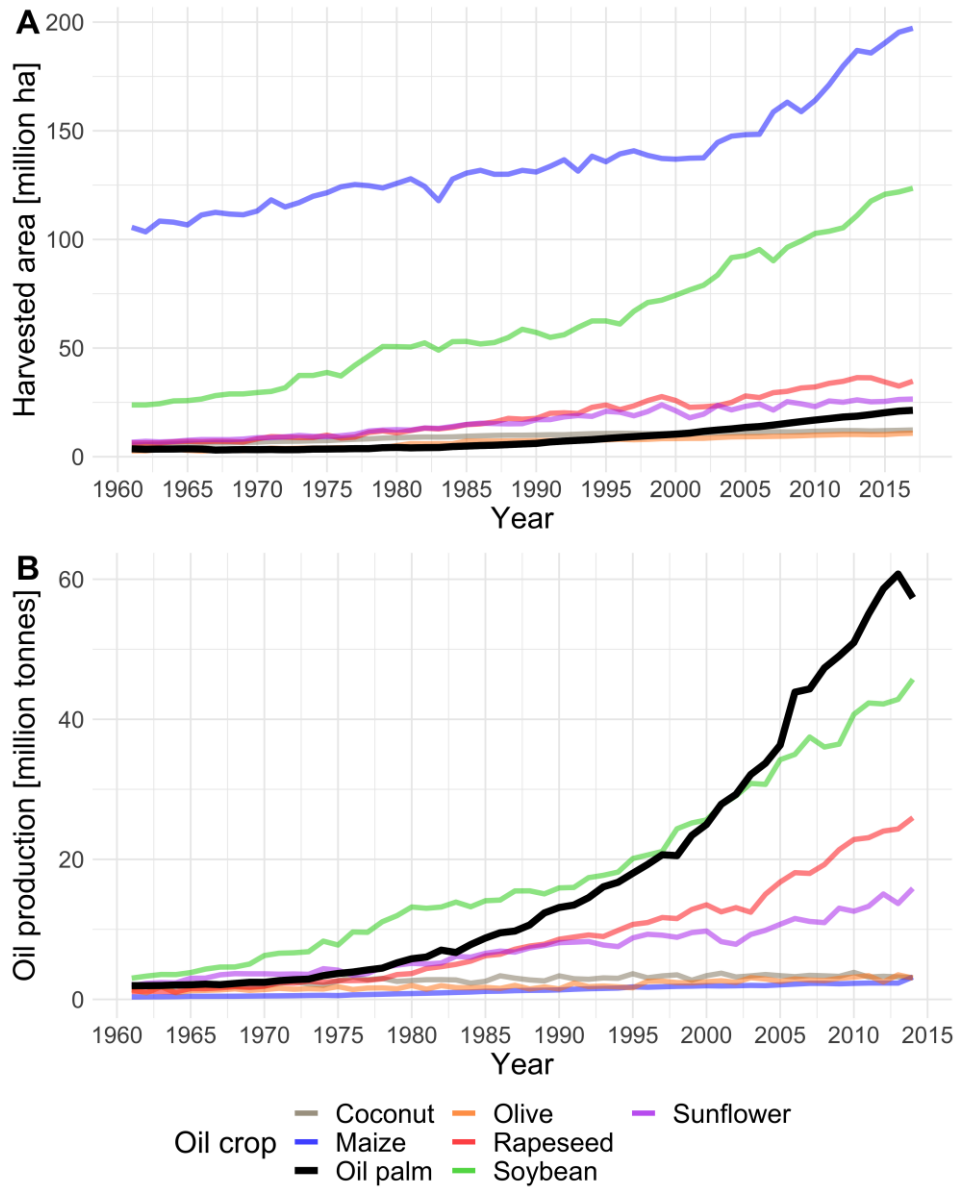 A
Harvested area [million ha]
200
150
100
50
0
1960 1965 1970 1975 1980 1985 1990 1995 2000 2005 2010 2015
Year
B
Oil production [million tonnes]
60
40
20
0
1960 1965 1970 1975 1980 1985 1990 1995 2000 2005 2010 2015
Year
Oil crop
Coconut Olive Sunflower
Maize Rapeseed
Oil palm Soybean